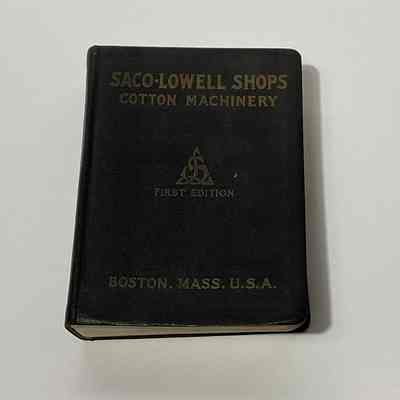 SACO-LOWELL SHOPS
COTTON MACHINERY
FIRST EDITION
BOSTON, MASS. U.S.A.